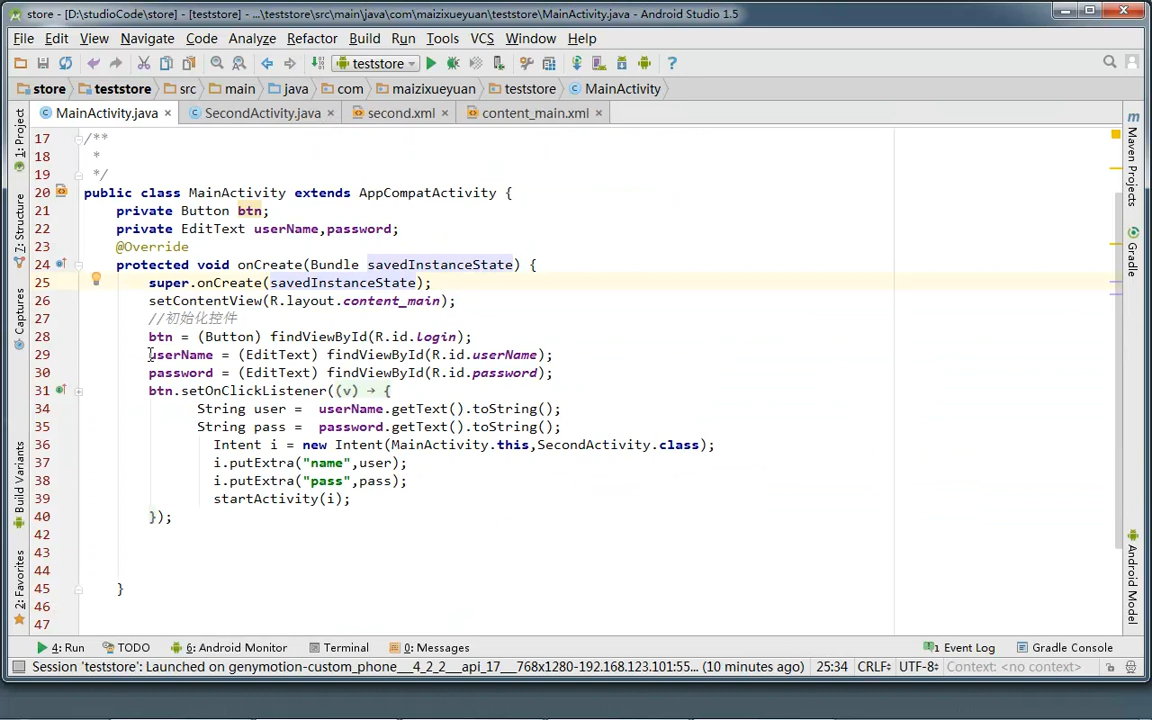 store - [D:\studioCode\store] - [teststore] - ...\teststore\src\main\java\com\maizixueyuan\teststore\MainActivity.java - Android Studio 1.5
File Edit View Navigate Code Analyze Refactor Build Run Tools VCS Window Help
teststore
store teststore src main java com maizixueyuan teststore MainActivity
MainActivity.java SecondActivity.java second.xml content_main.xml
1: Project
7: Structure
Captures
Build Variants
2: Favorites
17 /**
18 *
19 */
20 public class MainActivity extends AppCompatActivity {
21 private Button btn;
22 private EditText userName,password;
23 @Override
24 protected void onCreate(Bundle savedInstanceState) {
25 super.onCreate(savedInstanceState);
26 setContentView(R.layout.content_main);
27 //初始化控件
28 btn = (Button) findViewById(R.id.login);
29 userName = (EditText) findViewById(R.id.userName);
30 password = (EditText) findViewById(R.id.password);
31 btn.setOnClickListener((v) → {
34 String user = userName.getText().toString();
35 String pass = password.getText().toString();
36 Intent i = new Intent(MainActivity.this,SecondActivity.class);
37 i.putExtra("name",user);
38 i.putExtra("pass",pass);
39 startActivity(i);
40 });
42
43
44
45 }
46
47
Maven Projects
Gradle
Android Model
4: Run TODO 6: Android Monitor Terminal 0: Messages 1 Event Log Gradle Console
Session 'teststore': Launched on genymotion-custom_phone__4_2_2__api_17__768x1280-192.168.123.101:55... (10 minutes ago) 25:34 CRLF UTF-8 Context: <no context>